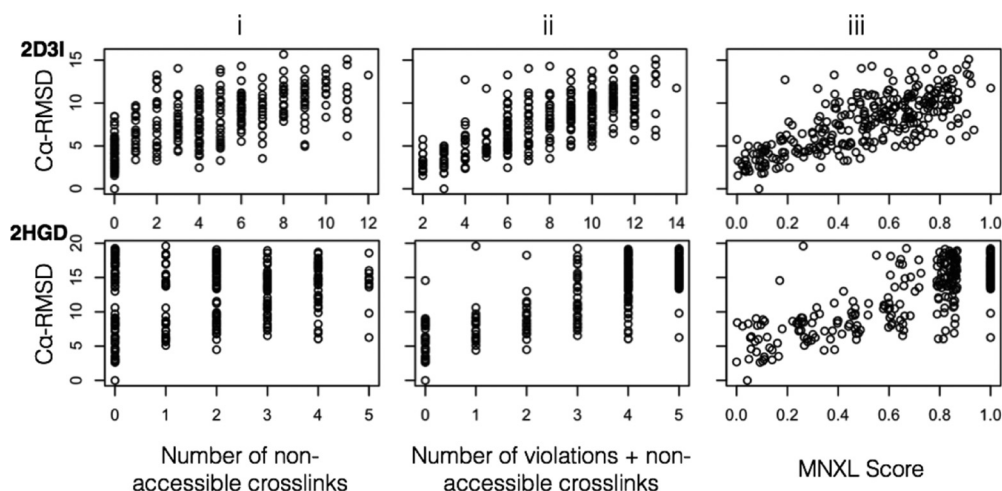 i ii iii
2D3I
Cα-RMSD
15
10
5
0
0 2 4 6 8 10 12
2 4 6 8 10 12 14
0.0 0.2 0.4 0.6 0.8 1.0
2HGD
Cα-RMSD
20
15
10
5
0
0 1 2 3 4 5
0 1 2 3 4 5
0.0 0.2 0.4 0.6 0.8 1.0
Number of non-
accessible crosslinks
Number of violations + non-
accessible crosslinks
MNXL Score